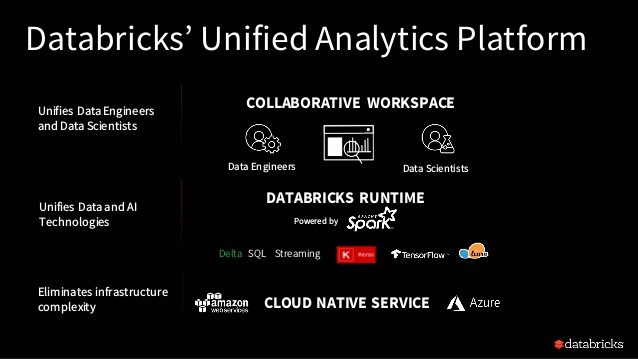 Databricks' Unified Analytics Platform
Unifies Data Engineers
and Data Scientists
COLLABORATIVE WORKSPACE
Data Engineers
Data Scientists
Unifies Data and AI
Technologies
DATABRICKS RUNTIME
Powered by
APACHE
Spark
Delta SQL Streaming
Keras
TensorFlow
learn
Eliminates infrastructure
complexity
amazon
webservices
CLOUD NATIVE SERVICE
Azure
databricks